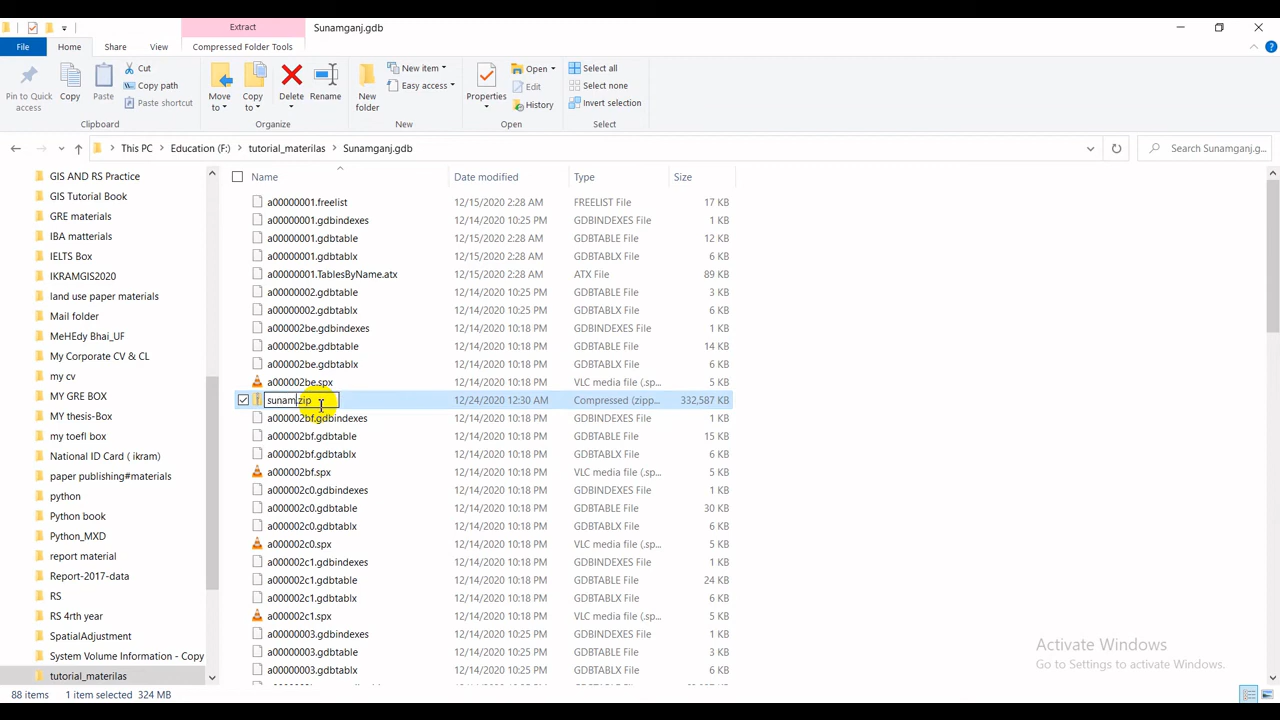 Extract
Sunamganj.gdb
File
Home
Share
View
Compressed Folder Tools
Pin to Quick access
Copy
Paste
Cut
Copy path
Paste shortcut
Clipboard
Move to
Copy to
Delete
Rename
Organize
New folder
New item
Easy access
New
Properties
Open
Edit
History
Open
Select all
Select none
Invert selection
Select
This PC > Education (F:) > tutorial_materilas > Sunamganj.gdb
Search Sunamganj.g...
GIS AND RS Practice
GIS Tutorial Book
GRE materials
IBA matterials
IELTS Box
IKRAMGIS2020
land use paper materials
Mail folder
MeHEdy Bhai_UF
My Corporate CV & CL
my cv
MY GRE BOX
MY thesis-Box
my toefl box
National ID Card ( ikram)
paper publishing#materials
python
Python book
Python_MXD
report material
Report-2017-data
RS
RS 4rth year
SpatialAdjustment
System Volume Information - Copy
tutorial_materilas
Name Date modified Type Size
a00000001.freelist 12/15/2020 2:28 AM FREELIST File 17 KB
a00000001.gdbindexes 12/14/2020 10:25 PM GDBINDEXES File 1 KB
a00000001.gdbtable 12/15/2020 2:28 AM GDBTABLE File 12 KB
a00000001.gdbtablx 12/15/2020 2:28 AM GDBTABLX File 6 KB
a00000001.TablesByName.atx 12/15/2020 2:28 AM ATX File 89 KB
a00000002.gdbtable 12/14/2020 10:25 PM GDBTABLE File 3 KB
a00000002.gdbtablx 12/14/2020 10:25 PM GDBTABLX File 6 KB
a000002be.gdbindexes 12/14/2020 10:18 PM GDBINDEXES File 1 KB
a000002be.gdbtable 12/14/2020 10:18 PM GDBTABLE File 14 KB
a000002be.gdbtablx 12/14/2020 10:18 PM GDBTABLX File 6 KB
a000002be.spx 12/14/2020 10:18 PM VLC media file (.sp... 5 KB
sunam.zip 12/24/2020 12:30 AM Compressed (zipp... 332,587 KB
a000002bf.gdbindexes 12/14/2020 10:18 PM GDBINDEXES File 1 KB
a000002bf.gdbtable 12/14/2020 10:18 PM GDBTABLE File 15 KB
a000002bf.gdbtablx 12/14/2020 10:18 PM GDBTABLX File 6 KB
a000002bf.spx 12/14/2020 10:18 PM VLC media file (.sp... 5 KB
a000002c0.gdbindexes 12/14/2020 10:18 PM GDBINDEXES File 1 KB
a000002c0.gdbtable 12/14/2020 10:18 PM GDBTABLE File 30 KB
a000002c0.gdbtablx 12/14/2020 10:18 PM GDBTABLX File 6 KB
a000002c0.spx 12/14/2020 10:18 PM VLC media file (.sp... 5 KB
a000002c1.gdbindexes 12/14/2020 10:18 PM GDBINDEXES File 1 KB
a000002c1.gdbtable 12/14/2020 10:18 PM GDBTABLE File 24 KB
a000002c1.gdbtablx 12/14/2020 10:18 PM GDBTABLX File 6 KB
a000002c1.spx 12/14/2020 10:18 PM VLC media file (.sp... 5 KB
a00000003.gdbindexes 12/14/2020 10:25 PM GDBINDEXES File 1 KB
a00000003.gdbtable 12/14/2020 10:25 PM GDBTABLE File 3 KB
a00000003.gdbtablx 12/14/2020 10:25 PM GDBTABLX File 6 KB
Activate Windows
Go to Settings to activate Windows.
88 items 1 item selected 324 MB